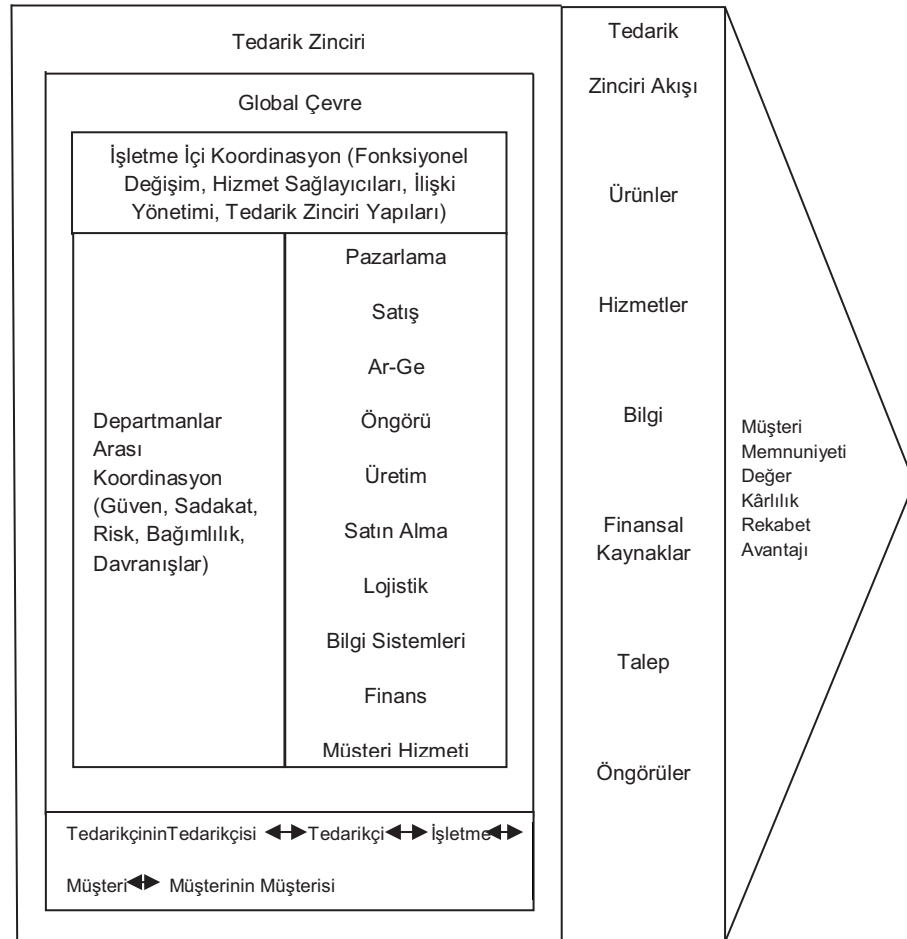 Tedarik Zinciri
Global Çevre
İşletme İçi Koordinasyon (Fonksiyonel
Değişim, Hizmet Sağlayıcıları, İlişki
Yönetimi, Tedarik Zinciri Yapıları)
Departmanlar
Arası
Koordinasyon
(Güven, Sadakat,
Risk, Bağımlılık,
Davranışlar)
Pazarlama
Satış
Ar-Ge
Öngörü
Üretim
Satın Alma
Lojistik
Bilgi Sistemleri
Finans
Müşteri Hizmeti
TedarikçininTedarikçisi Tedarikçi İşletme
Müşteri Müşterinin Müşterisi
Tedarik
Zinciri Akışı
Ürünler
Hizmetler
Bilgi
Finansal
Kaynaklar
Talep
Öngörüler
Müşteri
Memnuniyeti
Değer
Kârlılık
Rekabet
Avantajı